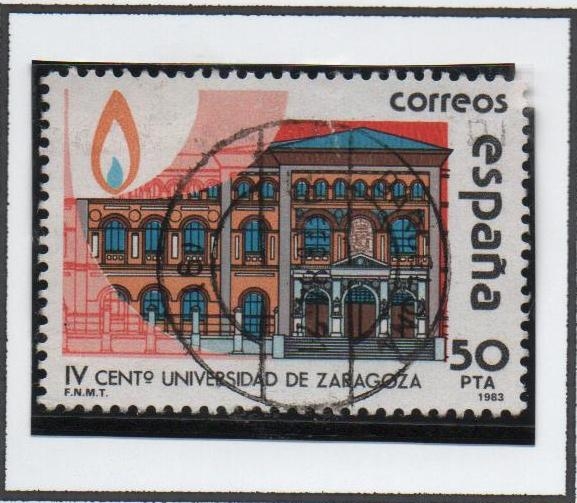 correos
españa
50
PTA
IV CENTº UNIVERSIDAD DE ZARAGOZA
F.N.M.T.
1983